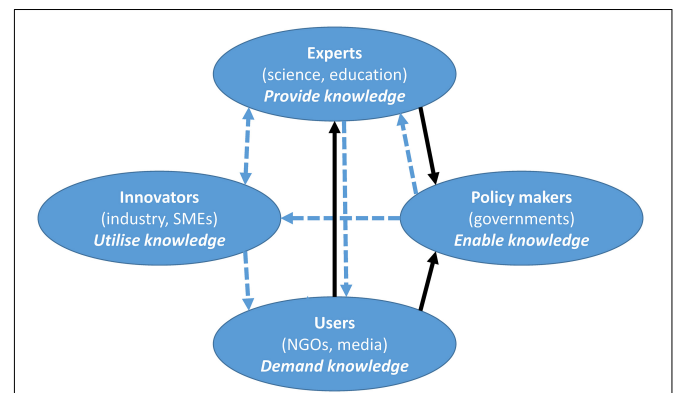 Experts
(science, education)
Provide knowledge
Innovators
(industry, SMEs)
Utilise knowledge
Policy makers
(governments)
Enable knowledge
Users
(NGOs, media)
Demand knowledge